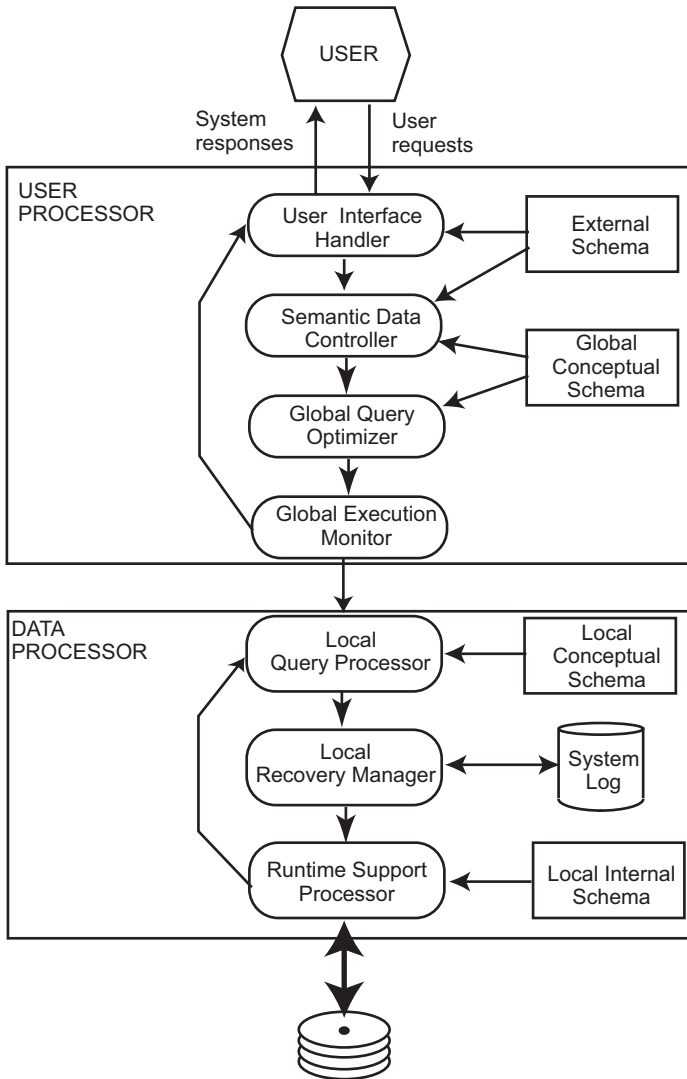 USER
System
responses
User
requests
USER
PROCESSOR
User Interface
Handler
External
Schema
Semantic Data
Controller
Global
Conceptual
Schema
Global Query
Optimizer
Global Execution
Monitor
DATA
PROCESSOR
Local
Query Processor
Local
Conceptual
Schema
Local
Recovery Manager
System
Log
Runtime Support
Processor
Local Internal
Schema